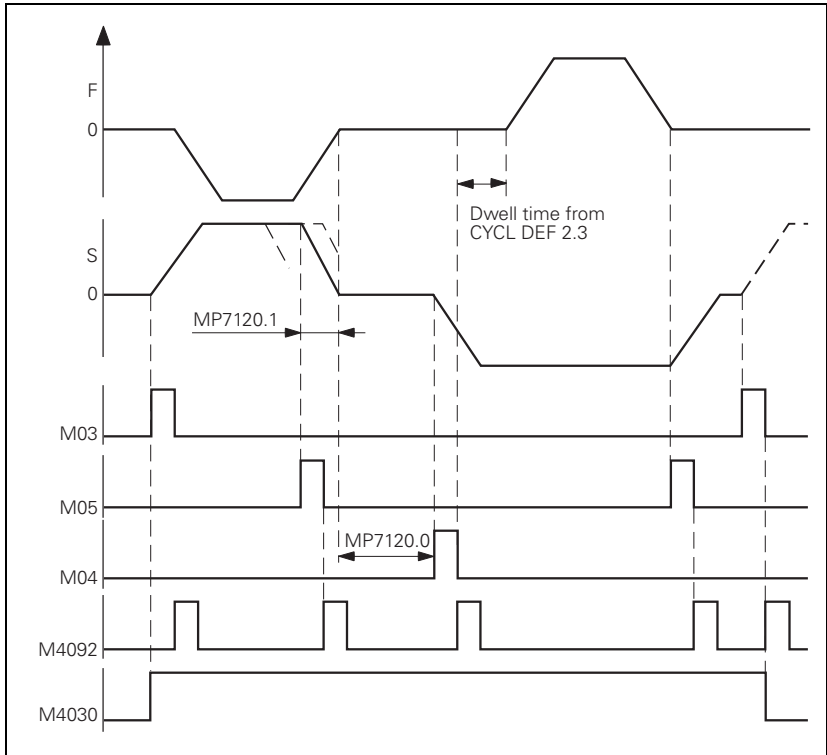 F
0
Dwell time from
CYCL DEF 2.3
S
0
MP7120.1
M03
M05
MP7120.0
M04
M4092
M4030